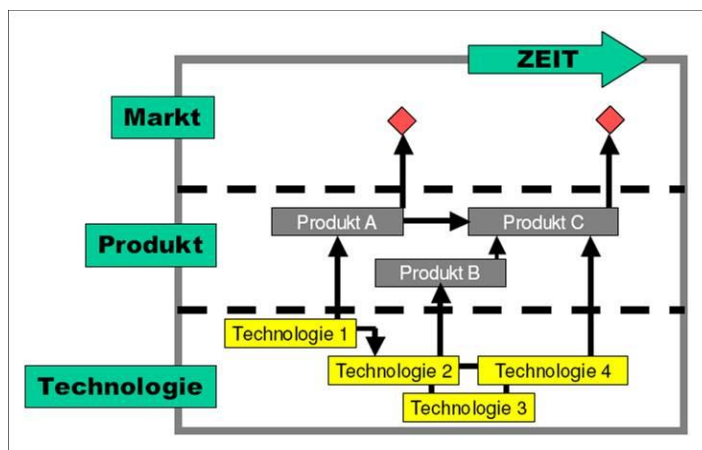 ZEIT
Markt
Produkt A
Produkt C
Produkt
Produkt B
Technologie 1
Technologie 2
Technologie 4
Technologie
Technologie 3